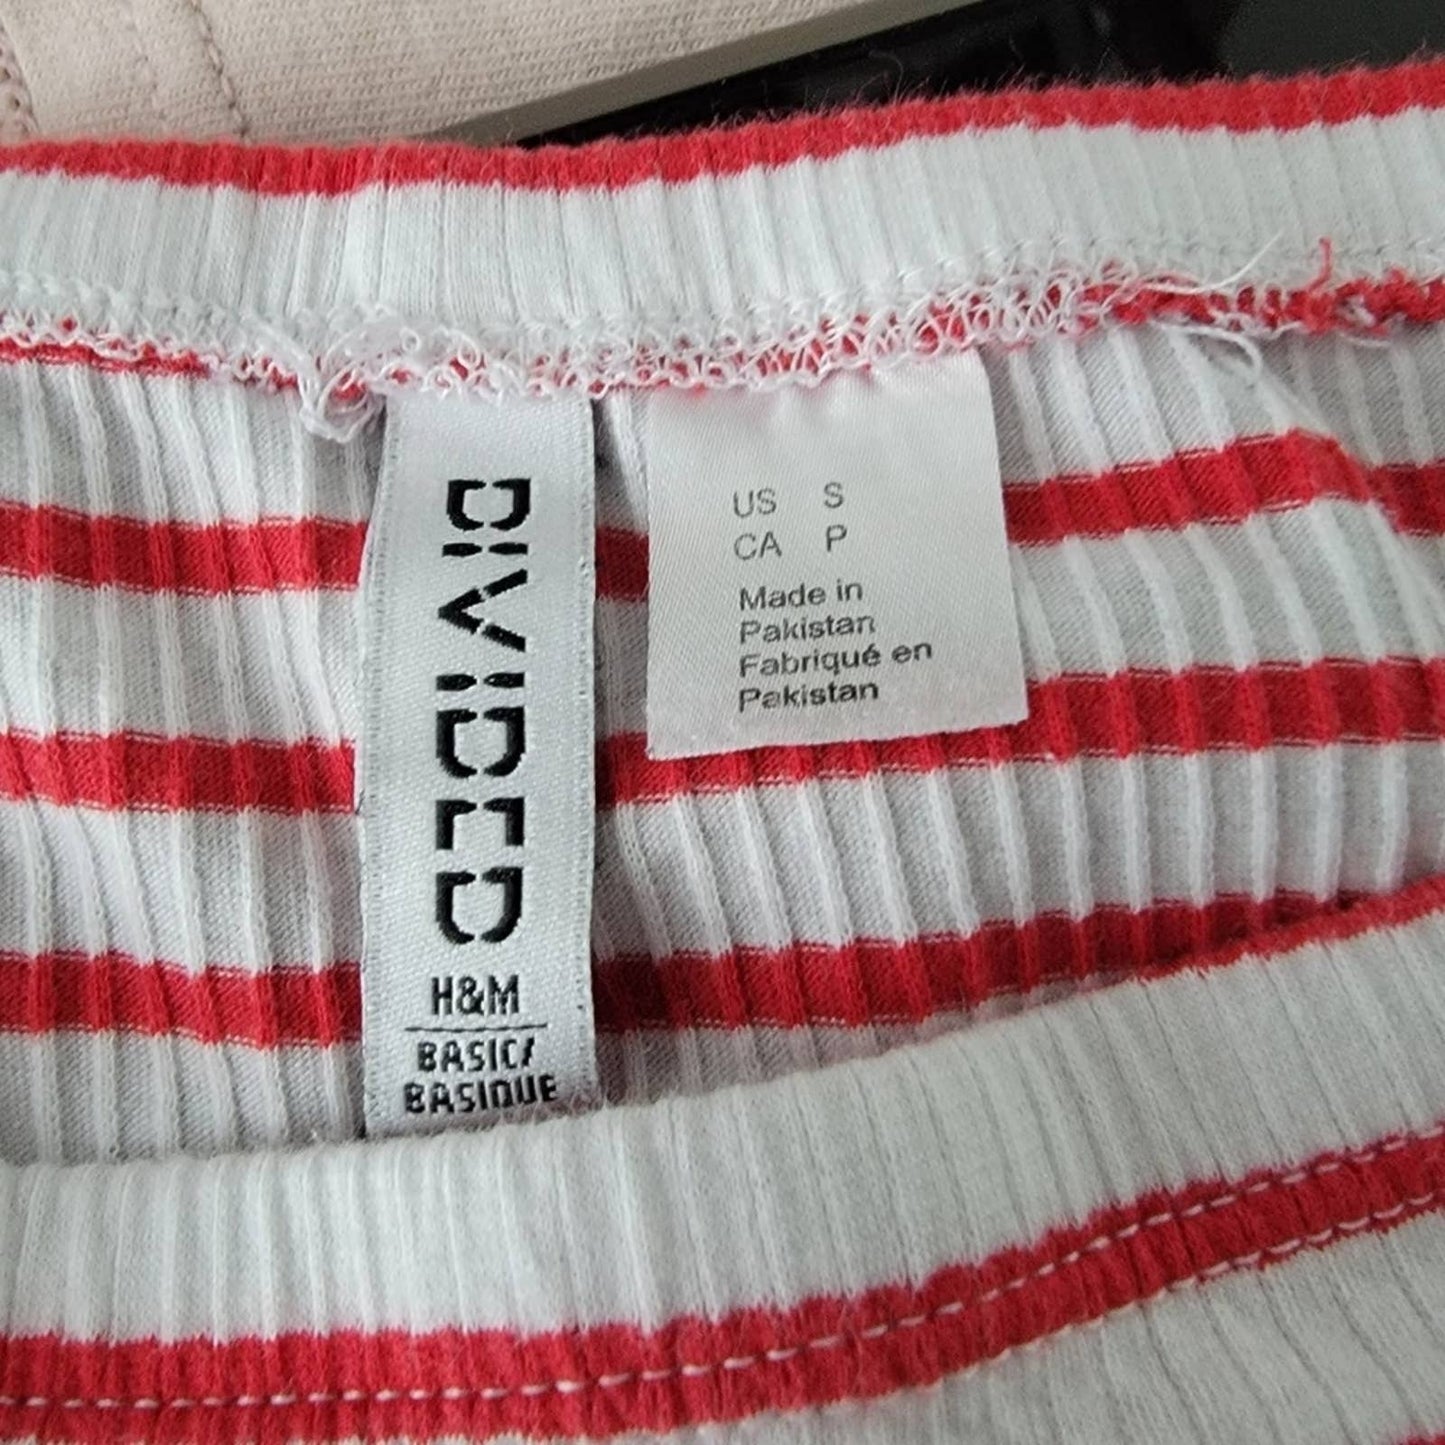 DIVIDED
H&M
BASIC/
BASIQUE
US S
CA P
Made in
Pakistan
Fabriqué en
Pakistan